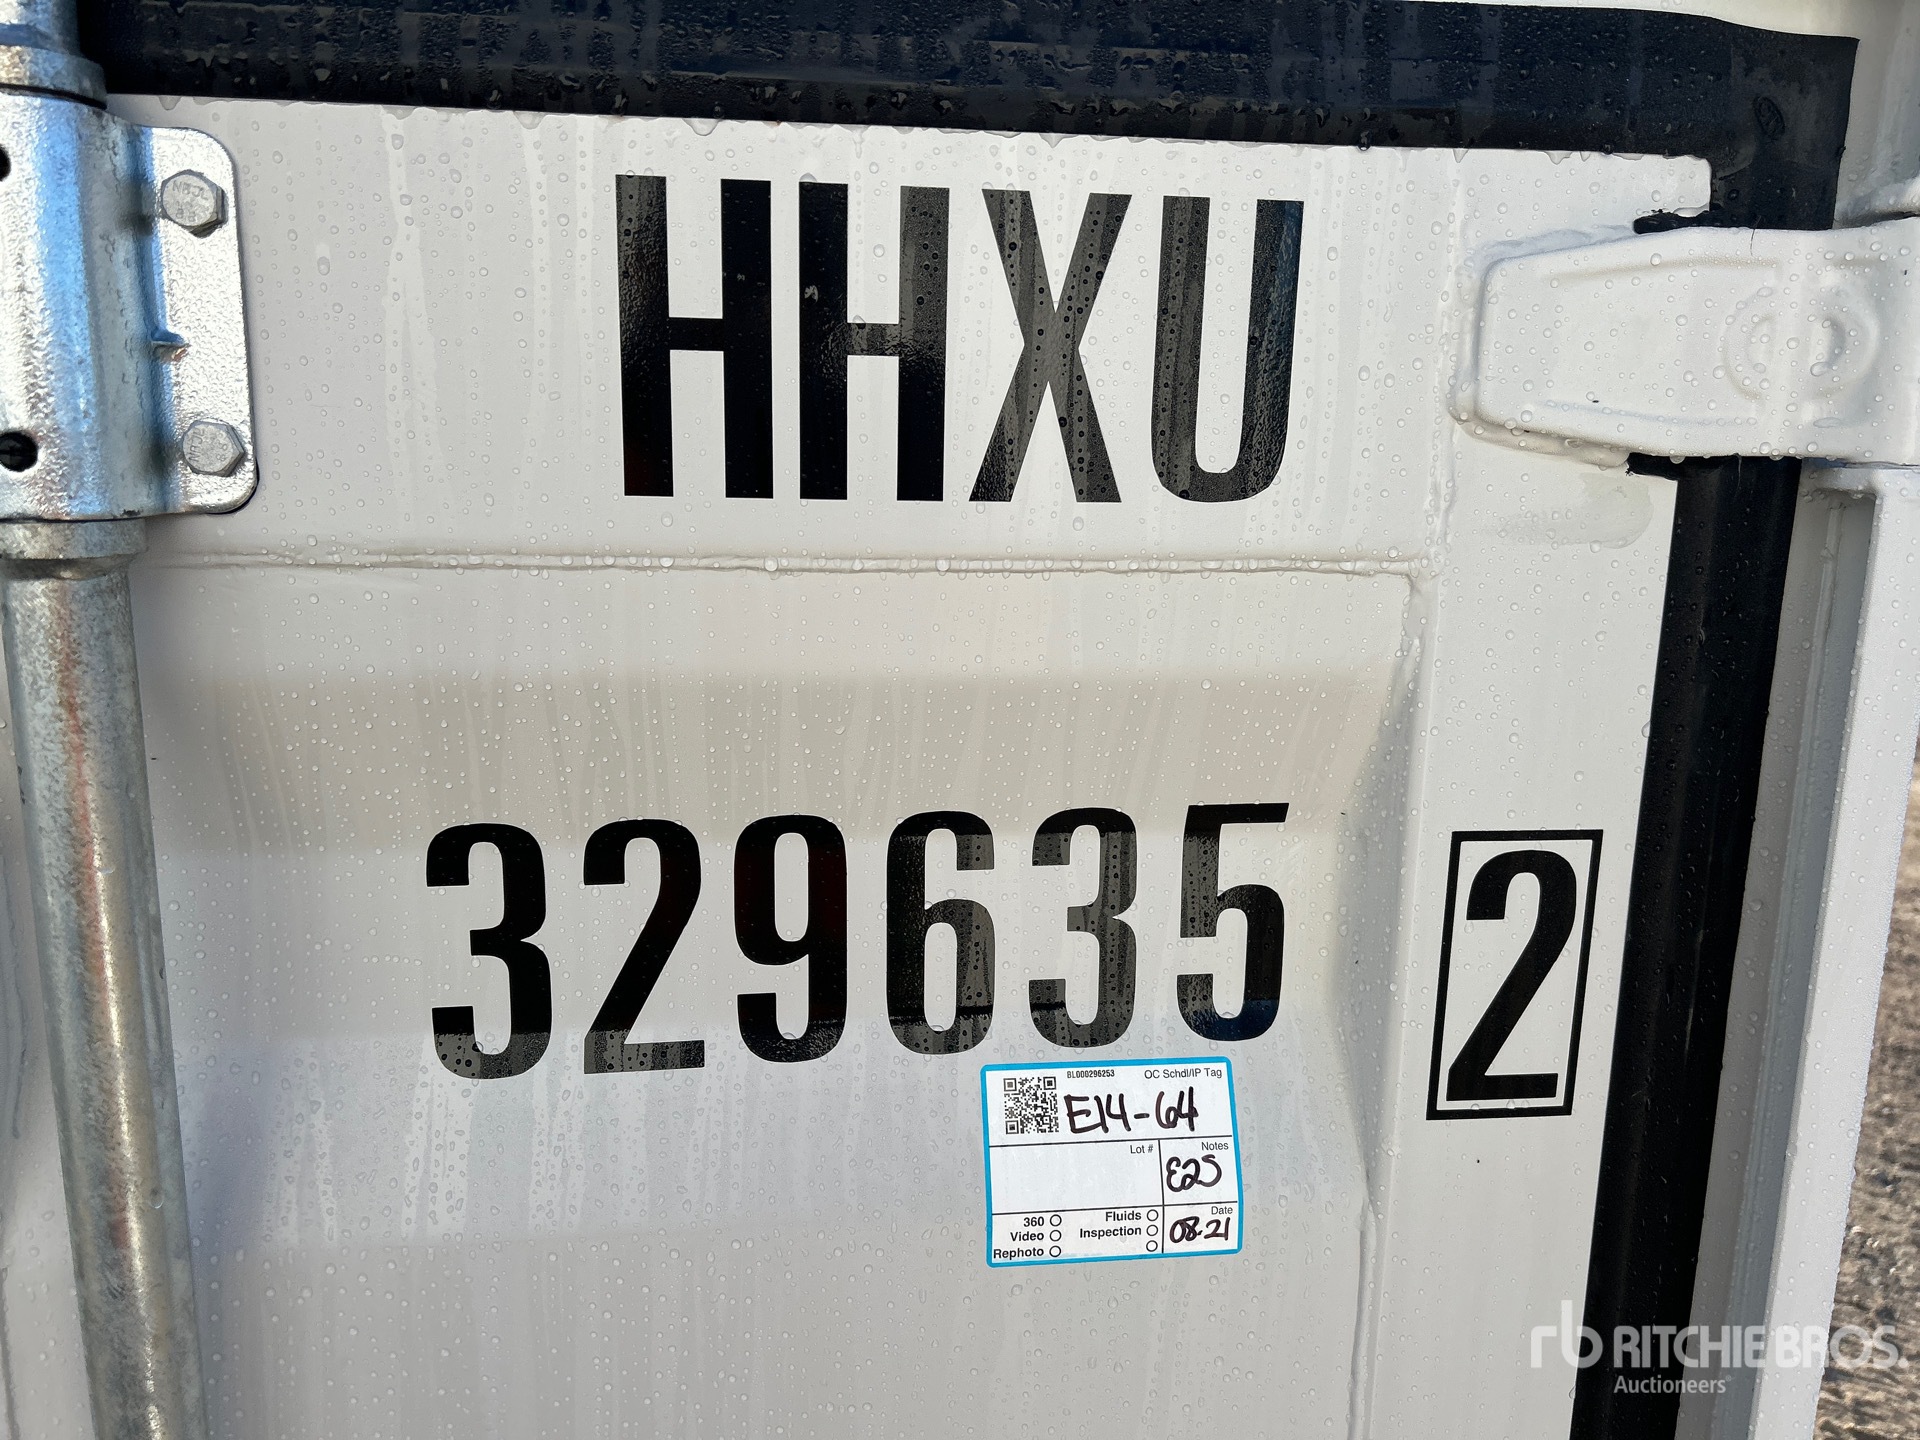 HHXU
329635 2
BL000296253 OC Schdl/IP Tag
E14-64
Lot # Notes
E25
360 Fluids Date
Video Inspection 08.21
Rephoto
rb RITCHIE BROS.
Auctioneers